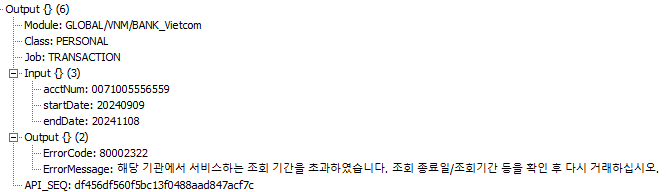 Output {} (6)
Module: GLOBAL/VNM/BANK_Vietcom
Class: PERSONAL
Job: TRANSACTION
Input {} (3)
acctNum: 0071005556559
startDate: 20240909
endDate: 20241108
Output {} (2)
ErrorCode: 80002322
ErrorMessage: 해당 기관에서 서비스하는 조회 기간을 초과하였습니다. 조회 종료일/조회기간 등을 확인 후 다시 거래하십시오.
API_SEQ: df456df560f5bc13f0488aad847acf7c